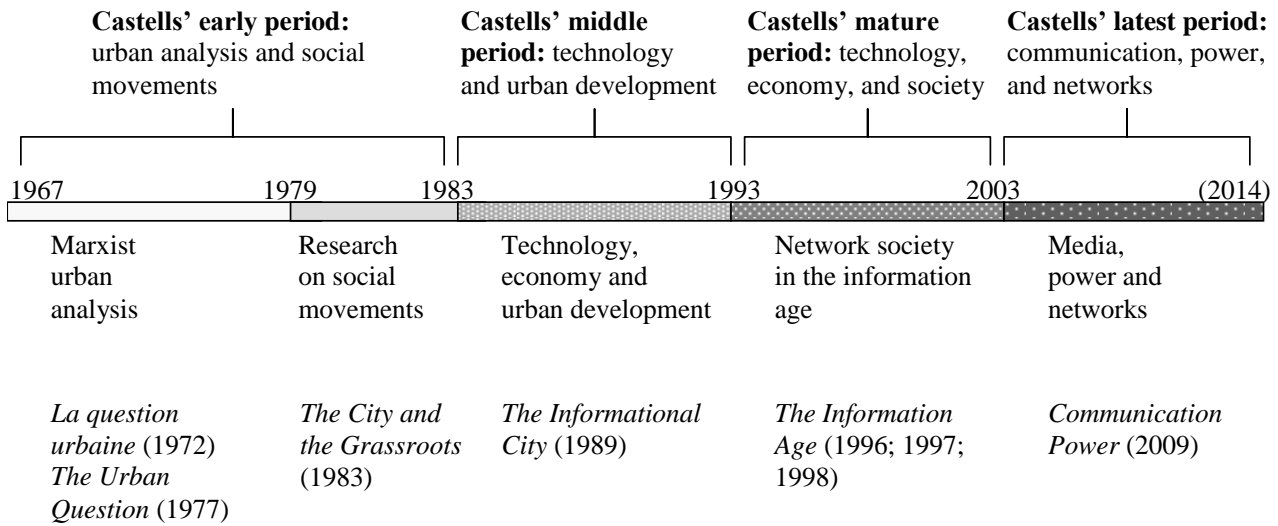 Castells’ early period:
urban analysis and social
movements
Castells’ middle
period: technology
and urban development
Castells’ mature
period: technology,
economy, and society
Castells’ latest period:
communication, power,
and networks
1967 1979 1983 1993 2003 (2014)
Marxist
urban
analysis
Research
on social
movements
Technology,
economy and
urban development
Network society
in the information
age
Media,
power and
networks
La question
urbaine (1972)
The Urban
Question (1977)
The City and
the Grassroots
(1983)
The Informational
City (1989)
The Information
Age (1996; 1997;
1998)
Communication
Power (2009)